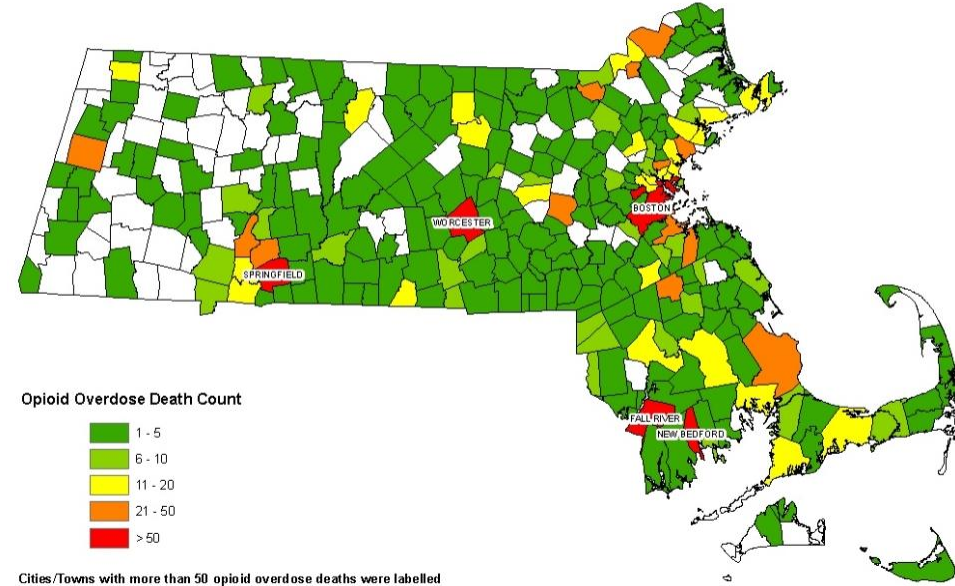 WORCESTER
BOSTON
SPRINGFIELD
FALL RIVER
NEW BEDFORD
Opioid Overdose Death Count
1 - 5
6 - 10
11 - 20
21 - 50
> 50
Cities/Towns with more than 50 opioid overdose deaths were labelled